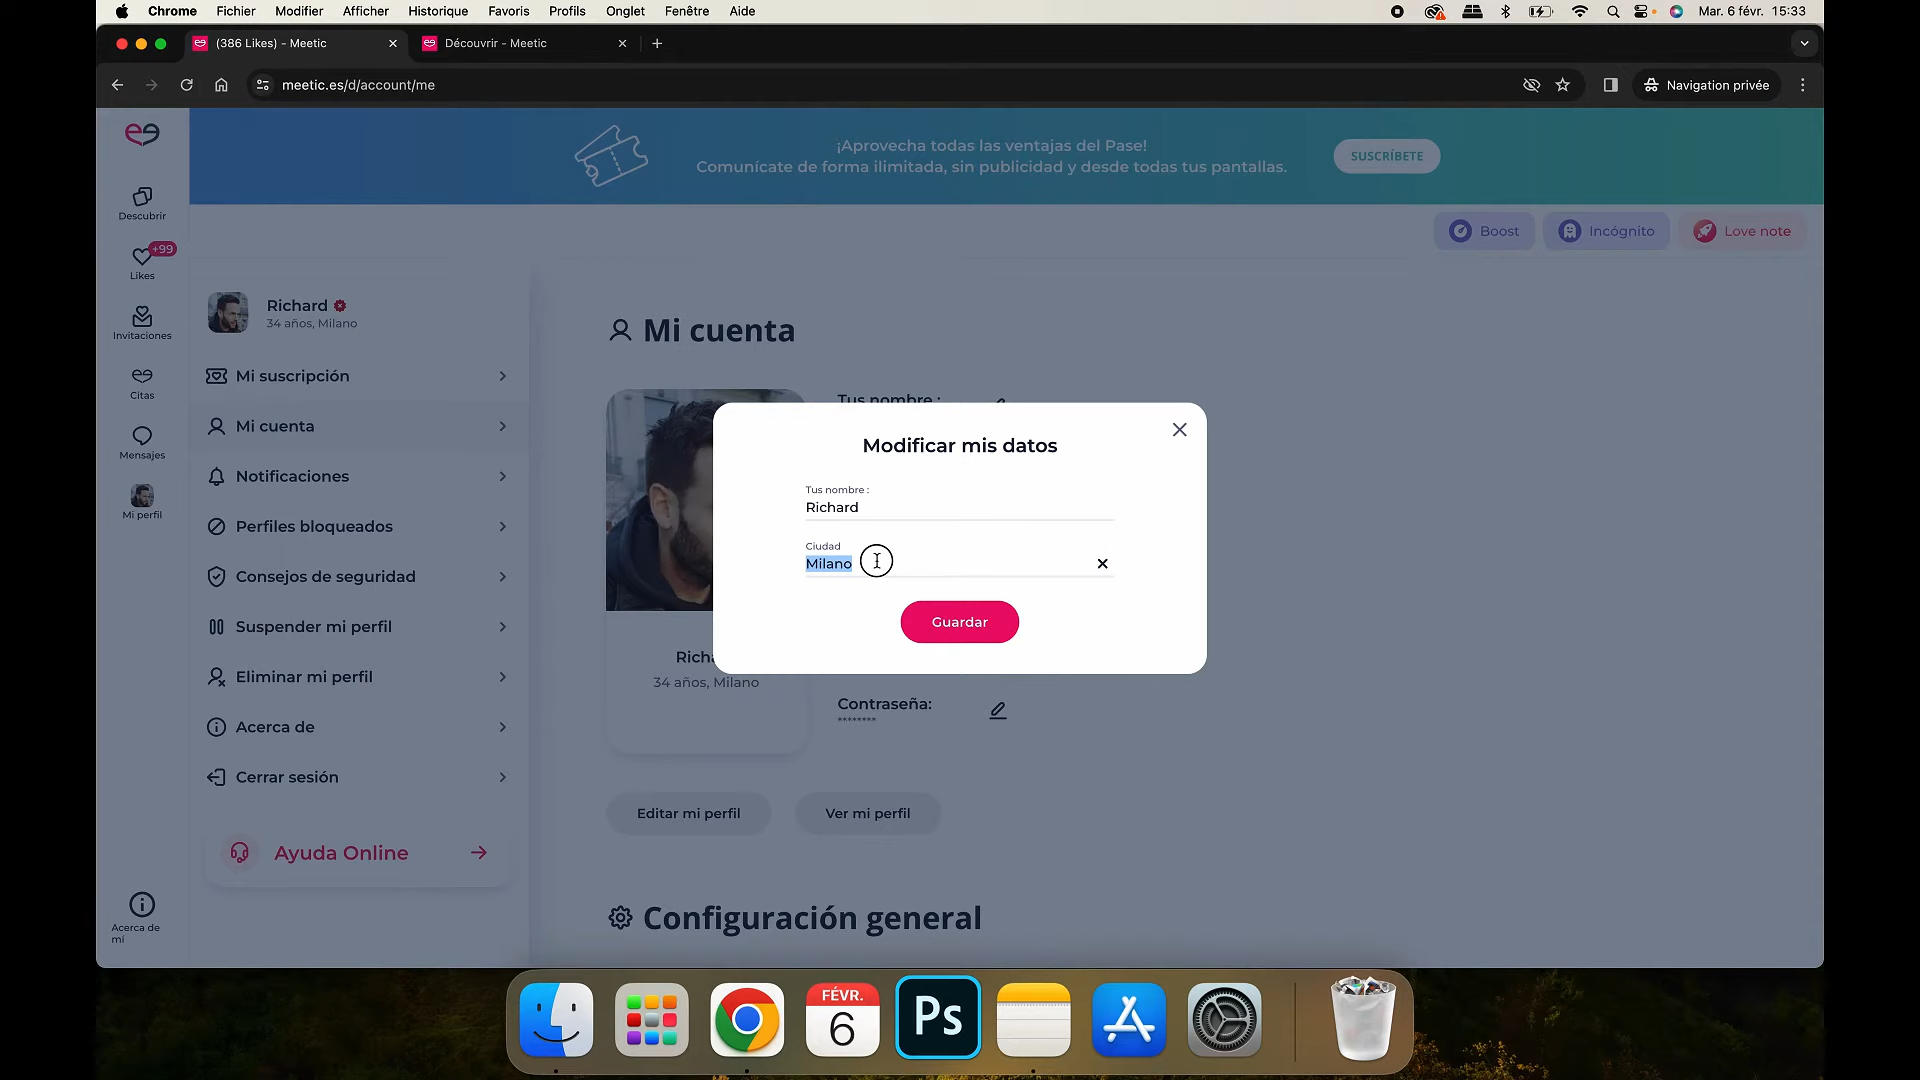 Chrome Fichier Modifier Afficher Historique Favoris Profils Onglet Fenêtre Aide Mar. 6 févr. 15:33
(386 Likes) - Meetic Découvrir - Meetic
meetic.es/d/account/me Navigation privée
¡Aprovecha todas las ventajas del Pase!
Comunícate de forma ilimitada, sin publicidad y desde todas tus pantallas.
SUSCRÍBETE
Descubrir
+99
Likes
Invitaciones
Citas
Mensajes
Mi perfil
Acerca de
mí
Boost Incógnito Love note
Richard
34 años, Milano
Mi suscripción
Mi cuenta
Notificaciones
Perfiles bloqueados
Consejos de seguridad
Suspender mi perfil
Eliminar mi perfil
Acerca de
Cerrar sesión
Ayuda Online
Mi cuenta
Tus nombre :
Modificar mis datos
Tus nombre :
Richard
Ciudad
Milano
Guardar
Rich
34 años, Milano
Contraseña:
********
Editar mi perfil Ver mi perfil
Configuración general
FÉVR.
6
Ps